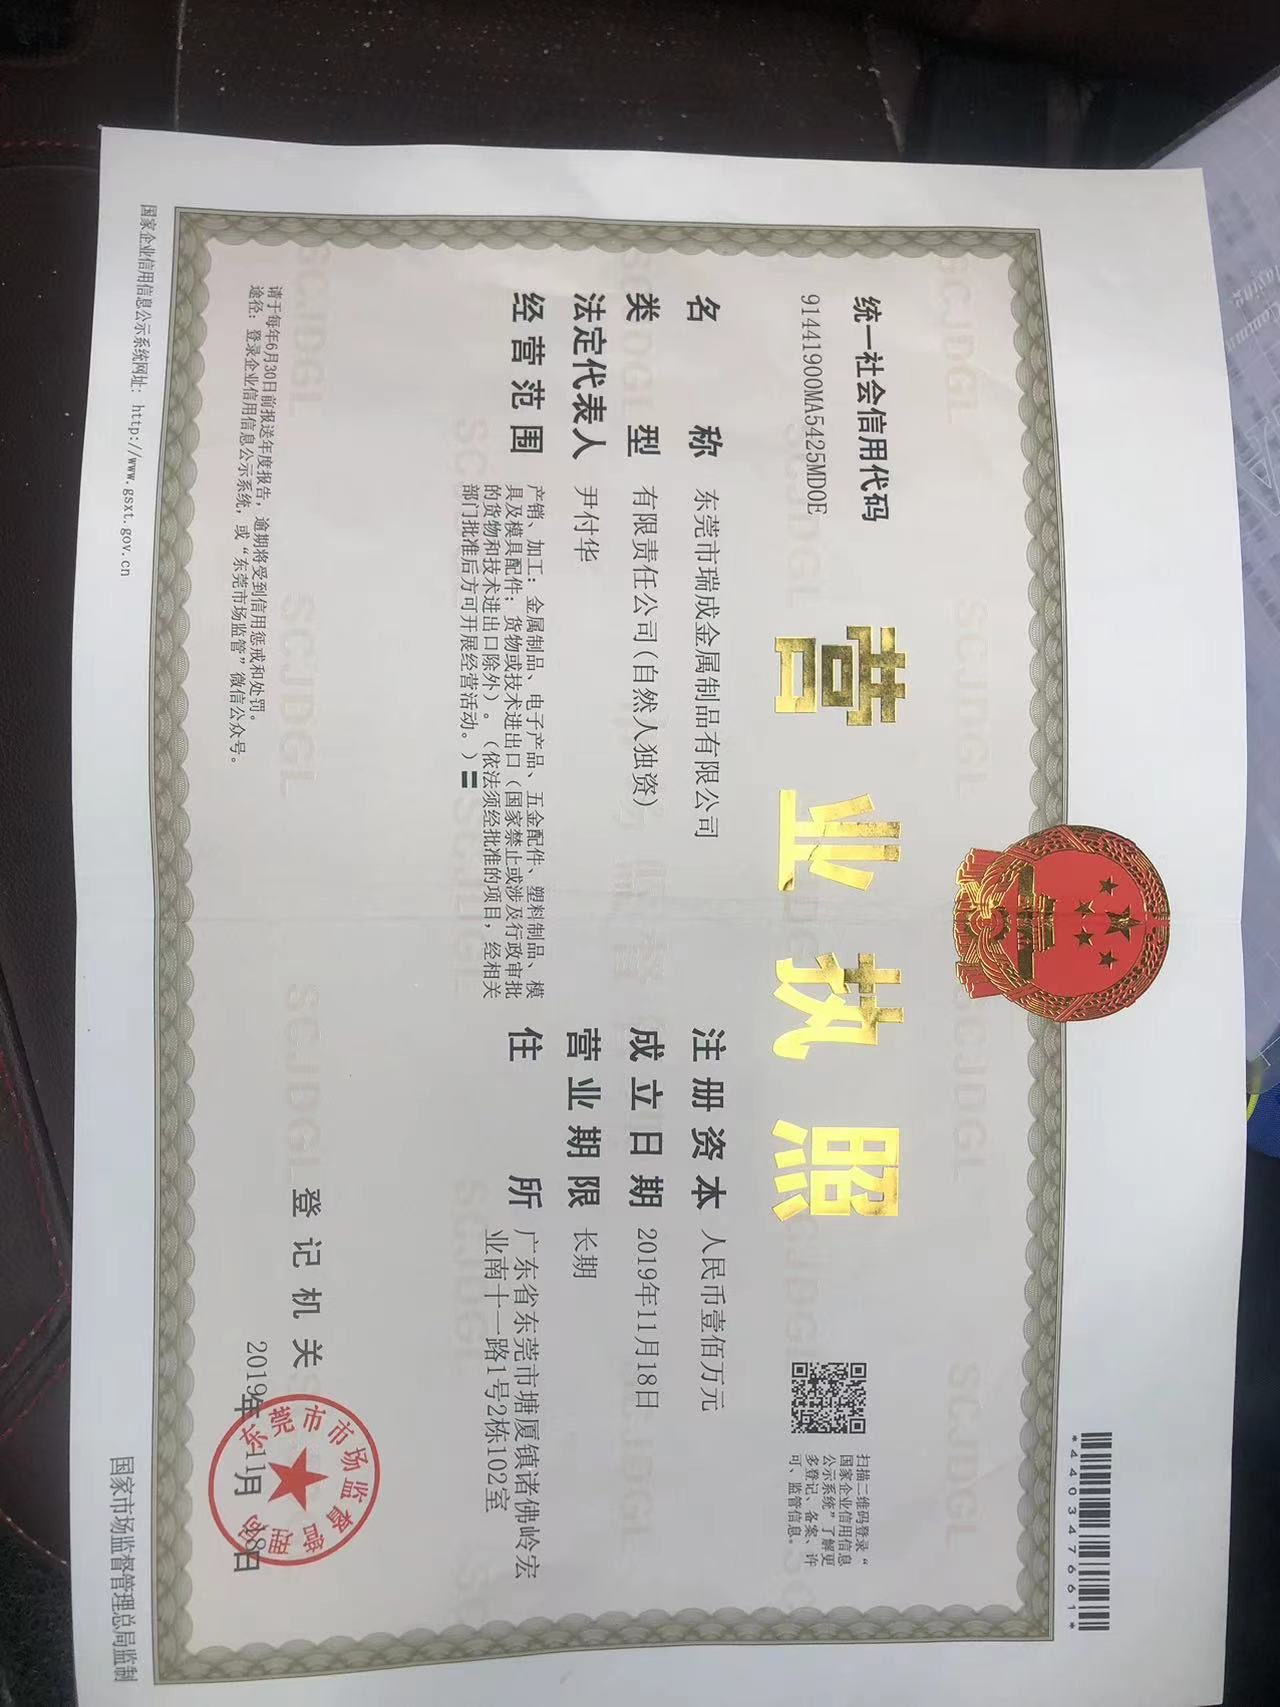 *440347661*
统一社会信用代码
91441900MA5425MD0E
营业执照
扫描二维码登录“
国家企业信用信息
公示系统”了解更
多登记、备案、许
可、监管信息。
名称 东莞市瑞成金属制品有限公司
类型 有限责任公司(自然人独资)
法定代表人 尹付华
经营范围 产销、加工：金属制品、电子产品、五金配件、塑料制品、模
具及模具配件；货物或技术进出口（国家禁止或涉及行政审批
的货物和技术进出口除外）。（依法须经批准的项目，经相关
部门批准后方可开展经营活动。）
注册资本 人民币壹佰万元
成立日期 2019年11月18日
营业期限 长期
住所 广东省东莞市塘厦镇诸佛岭宏
业南十一路1号2栋102室
登记机关
2019年11月18日
东莞市市场监督管理局
请于每年6月30日前报送年度报告，逾期将受到信用惩戒和处罚。
途径：登录企业信用信息公示系统，或“东莞市场监管”微信公众号。
国家企业信用信息公示系统网址：http://www.gsxt.gov.cn
国家市场监督管理总局监制
SCJDGL